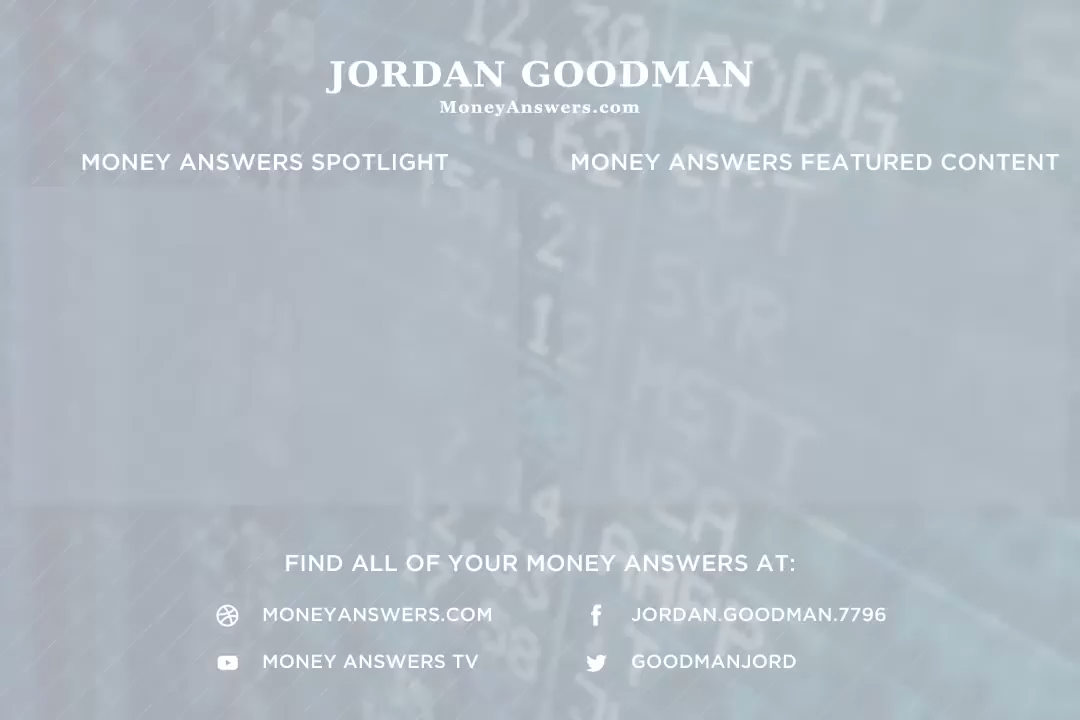 JORDAN GOODMAN
MoneyAnswers.com
MONEY ANSWERS SPOTLIGHT
MONEY ANSWERS FEATURED CONTENT
FIND ALL OF YOUR MONEY ANSWERS AT:
MONEYANSWERS.COM
JORDAN.GOODMAN.7796
MONEY ANSWERS TV
GOODMANJORD